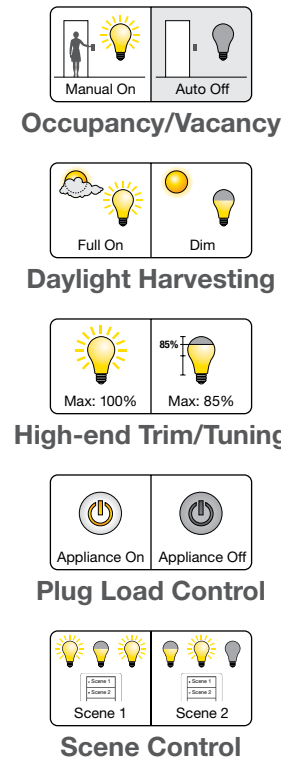 Manual On
Auto Off
Occupancy/Vacancy
Full On
Dim
Daylight Harvesting
85%
Max: 100%
Max: 85%
High-end Trim/Tuning
Appliance On
Appliance Off
Plug Load Control
Scene 1
Scene 2
Scene 1
Scene 2
Scene 1
Scene 2
Scene Control